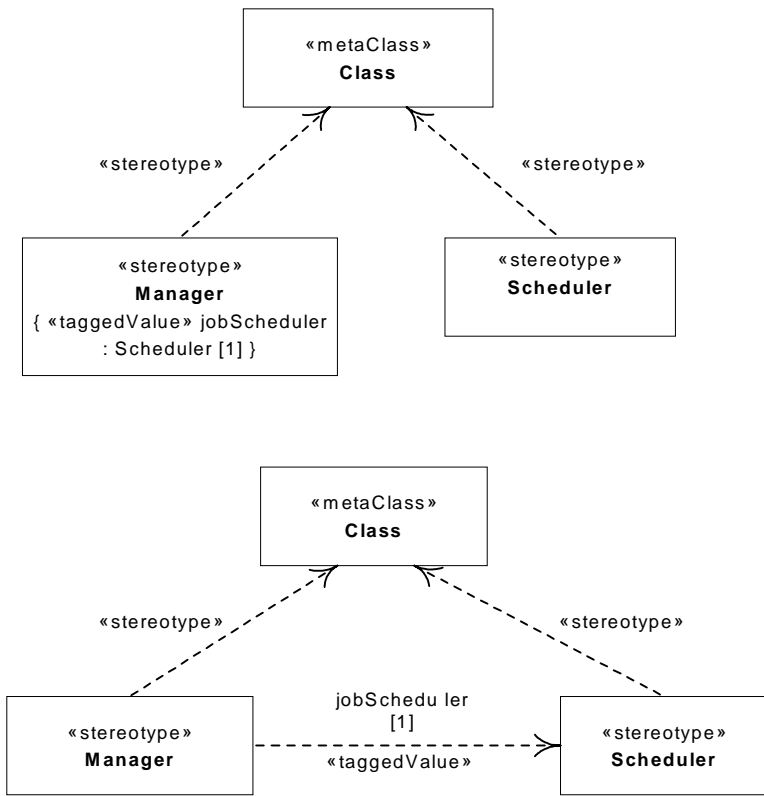 «metaClass»
Class
«stereotype»
«stereotype»
«stereotype»
Manager
{ «taggedValue» jobScheduler
: Scheduler [1] }
«stereotype»
Scheduler
«metaClass»
Class
«stereotype»
«stereotype»
«stereotype»
Manager
jobSchedu ler
[1]
«taggedValue»
«stereotype»
Scheduler